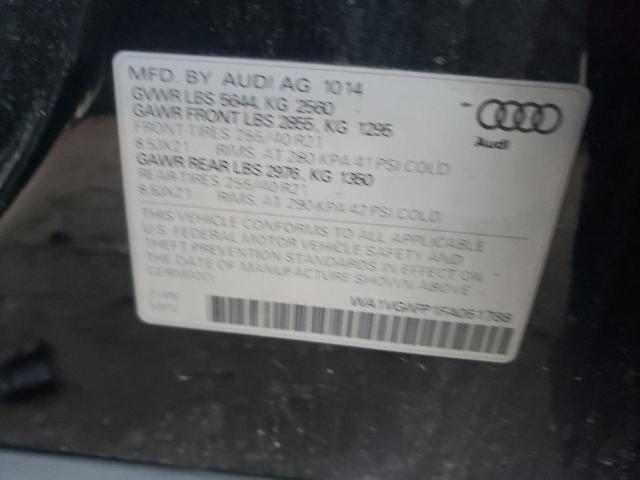 MFD. BY AUDI AG 1014
GVWR LBS 5644, KG 2560
GAWR FRONT LBS 2855, KG 1295
FRONT-TIRES 255/40 R21
8.5JX21 RIMS, AT 280 KPA 41 PSI COLD
GAWR REAR LBS 2976, KG 1350
REAR-TIRES 255/40 R21
8.5JX21 RIMS, AT 290 KPA 42 PSI COLD
Audi
THIS VEHICLE CONFORMS TO ALL APPLICABLE
U.S. FEDERAL MOTOR VEHICLE SAFETY AND
THEFT PREVENTION STANDARDS IN EFFECT ON
THE DATE OF MANUFACTURE SHOWN ABOVE
GERMANY
WA1VGAFP1FA061788
TYPE
MPV